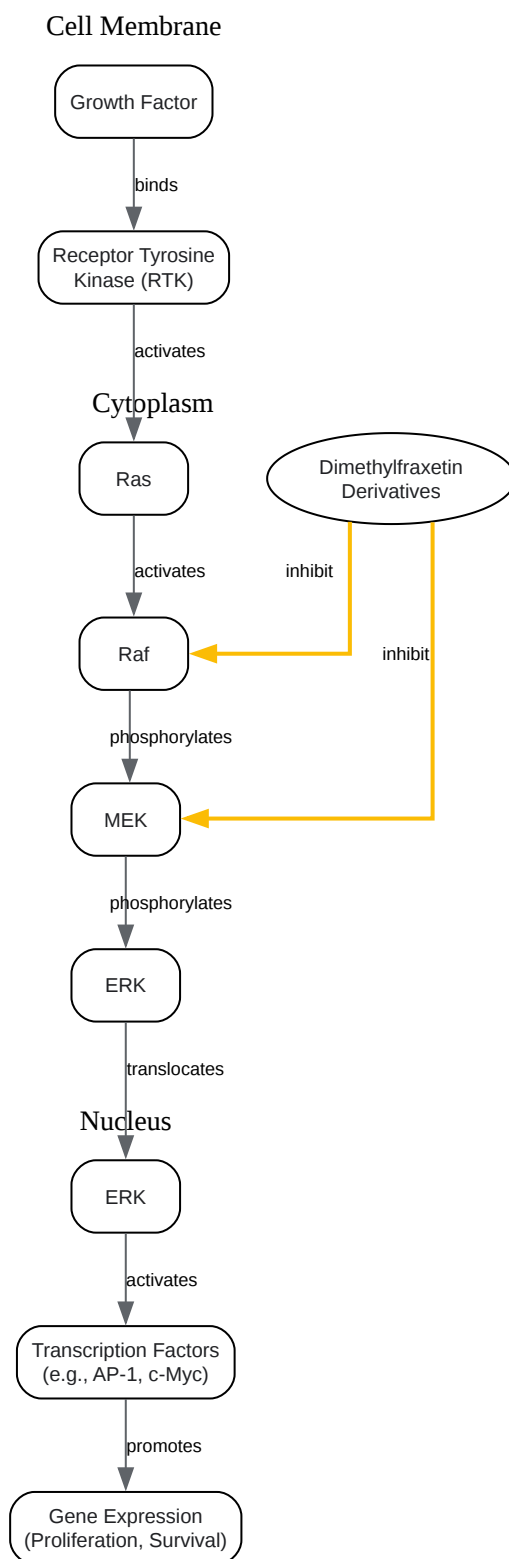 Cell Membrane
Growth Factor
binds
Receptor Tyrosine
Kinase (RTK)
activates
Cytoplasm
Ras
Dimethylfraxetin
Derivatives
activates
inhibit
Raf
inhibit
phosphorylates
MEK
phosphorylates
ERK
translocates
Nucleus
ERK
activates
Transcription Factors
(e.g., AP-1, c-Myc)
promotes
Gene Expression
(Proliferation, Survival)